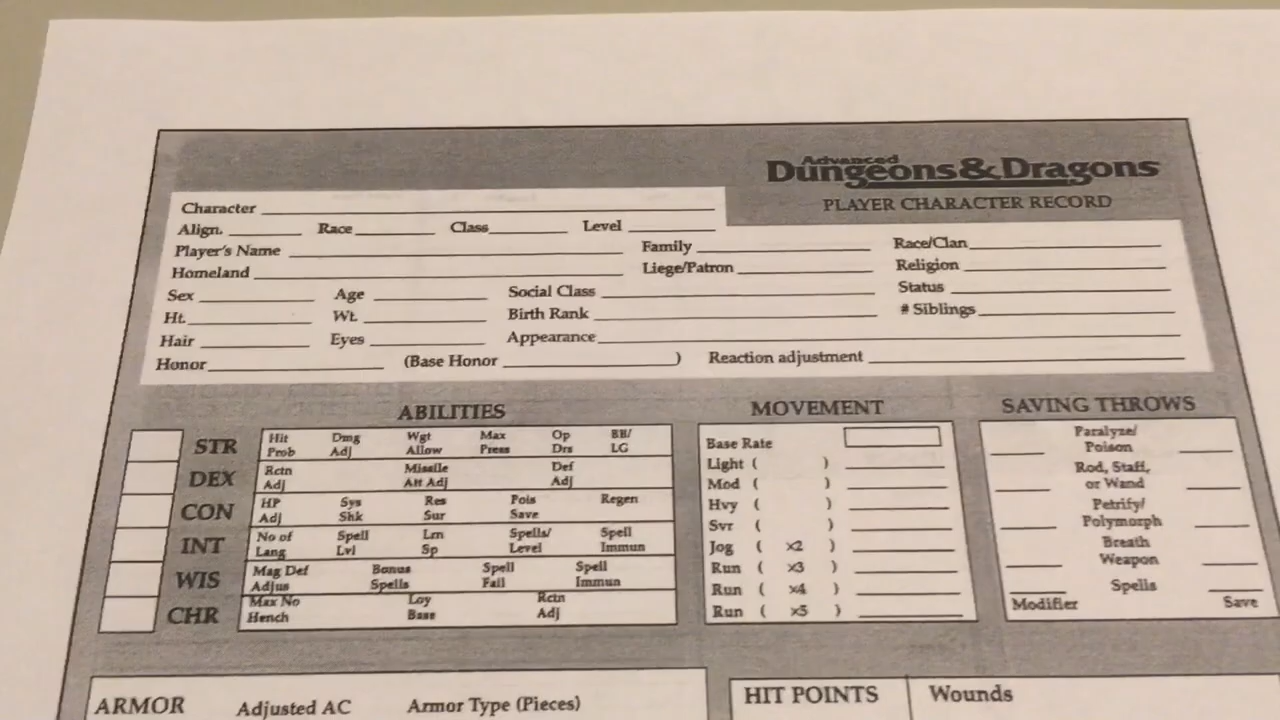 Advanced
Dungeons & Dragons
PLAYER CHARACTER RECORD
Character
Align. Race Class Level
Player's Name Family Race/Clan
Homeland Liege/Patron Religion
Sex Age Social Class Status
Ht. Wt. Birth Rank # Siblings
Hair Eyes Appearance
Honor (Base Honor ) Reaction adjustment
ABILITIES
STR Hit Prob Dmg Adj Wgt Allow Max Press Op Drs BB/ LG
DEX Rctn Adj Missile Att Adj Def Adj
CON HP Adj Sys Shk Res Sur Pois Save Regen
INT No of Lang Spell Lvl Lrn Sp Spells/ Level Spell Immun
WIS Mag Def Adjus Bonus Spells Spell Fail Spell Immun
CHR Max No Hench Loy Base Rctn Adj
MOVEMENT
Base Rate
Light ( )
Mod ( )
Hvy ( )
Svr ( )
Jog ( x2 )
Run ( x3 )
Run ( x4 )
Run ( x5 )
SAVING THROWS
Paralyze/
Poison
Rod, Staff,
or Wand
Petrify/
Polymorph
Breath
Weapon
Spells
Modifier Save
ARMOR Adjusted AC Armor Type (Pieces)
HIT POINTS Wounds